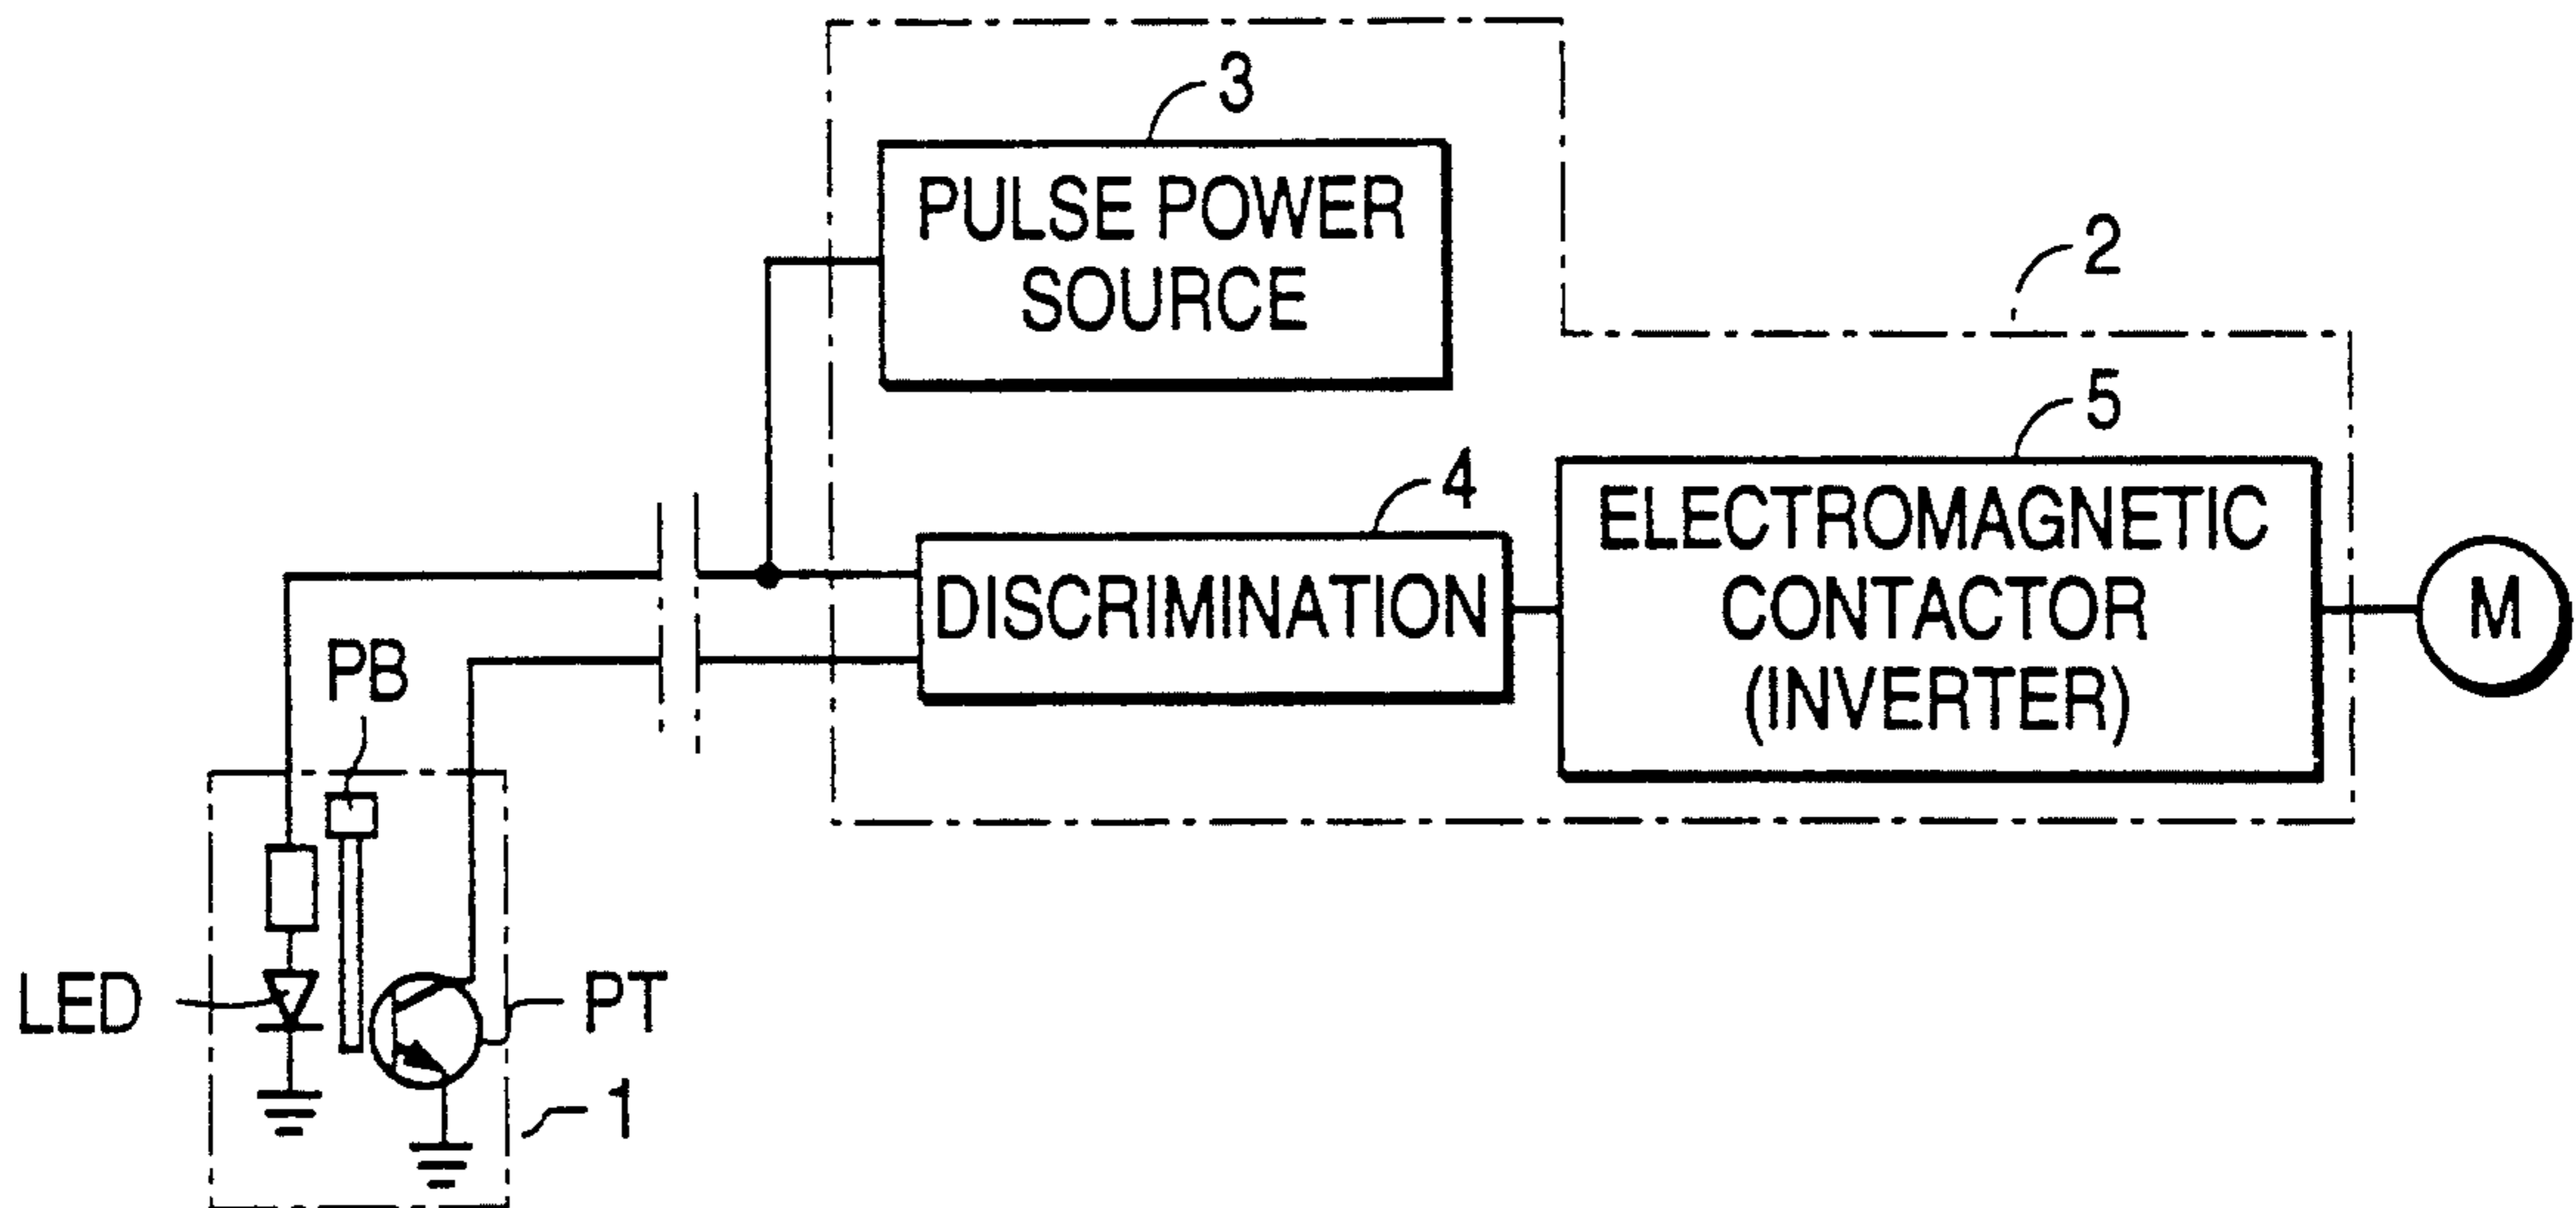 3
PULSE POWER
SOURCE
2
5
4
ELECTROMAGNETIC
CONTACTOR
(INVERTER)
DISCRIMINATION
M
PB
LED
PT
1